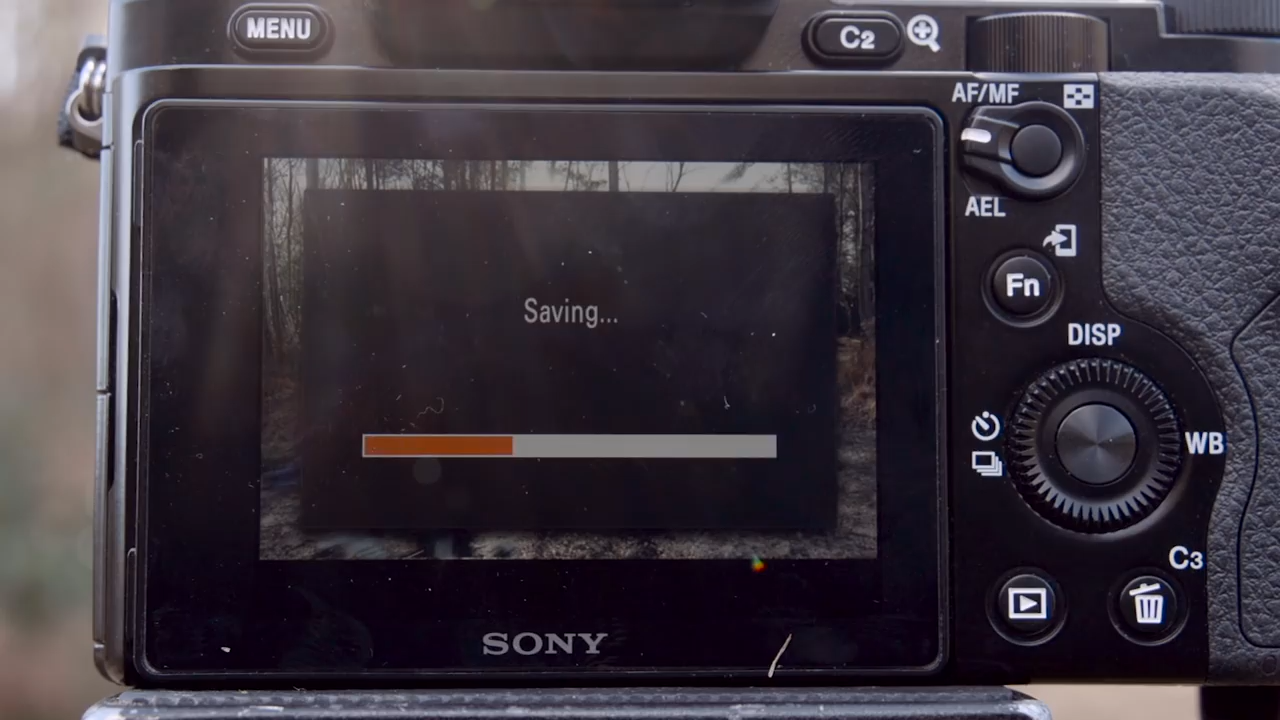 MENU
C2
AF/MF
AEL
Fn
DISP
Saving...
WB
C3
SONY